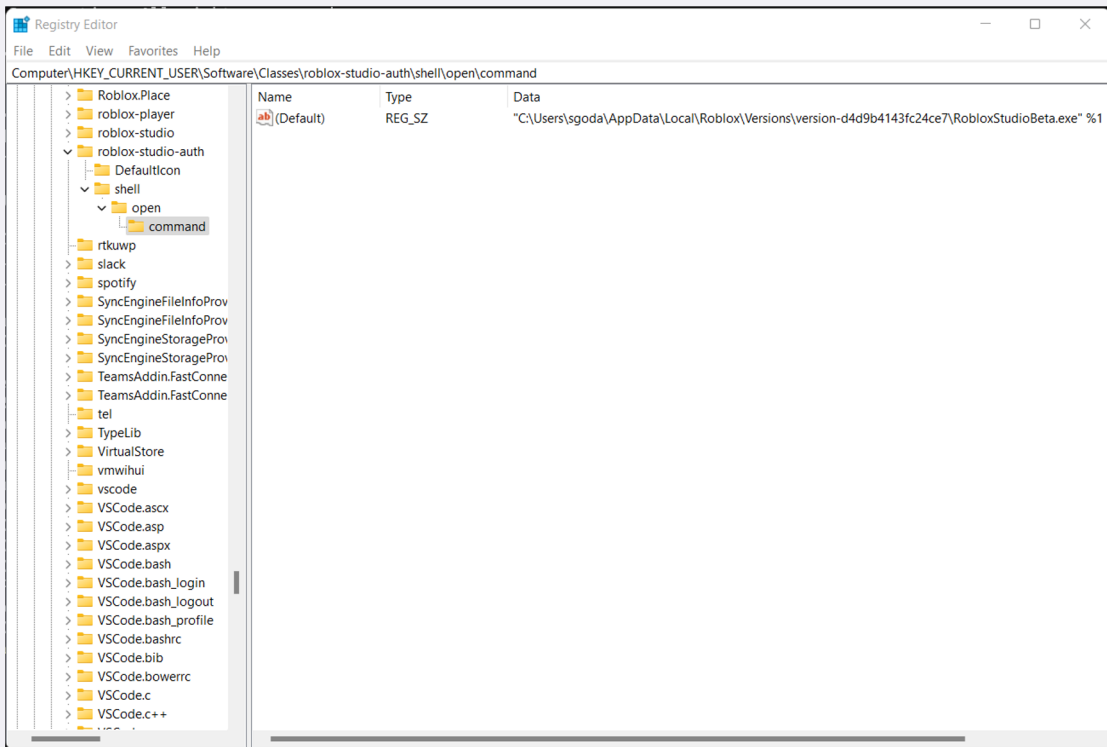 Registry Editor
File Edit View Favorites Help
Computer\HKEY_CURRENT_USER\Software\Classes\roblox-studio-auth\shell\open\command
Roblox.Place
roblox-player
roblox-studio
roblox-studio-auth
DefaultIcon
shell
open
command
rtkuwp
slack
spotify
SyncEngineFileInfoProv
SyncEngineFileInfoProv
SyncEngineStorageProv
SyncEngineStorageProv
TeamsAddin.FastConne
TeamsAddin.FastConne
tel
TypeLib
VirtualStore
vmwihui
vscode
VSCode.ascx
VSCode.asp
VSCode.aspx
VSCode.bash
VSCode.bash_login
VSCode.bash_logout
VSCode.bash_profile
VSCode.bashrc
VSCode.bib
VSCode.bowerrc
VSCode.c
VSCode.c++
Name Type Data
ab (Default) REG_SZ "C:\Users\sgoda\AppData\Local\Roblox\Versions\version-d4d9b4143fc24ce7\RobloxStudioBeta.exe" %1